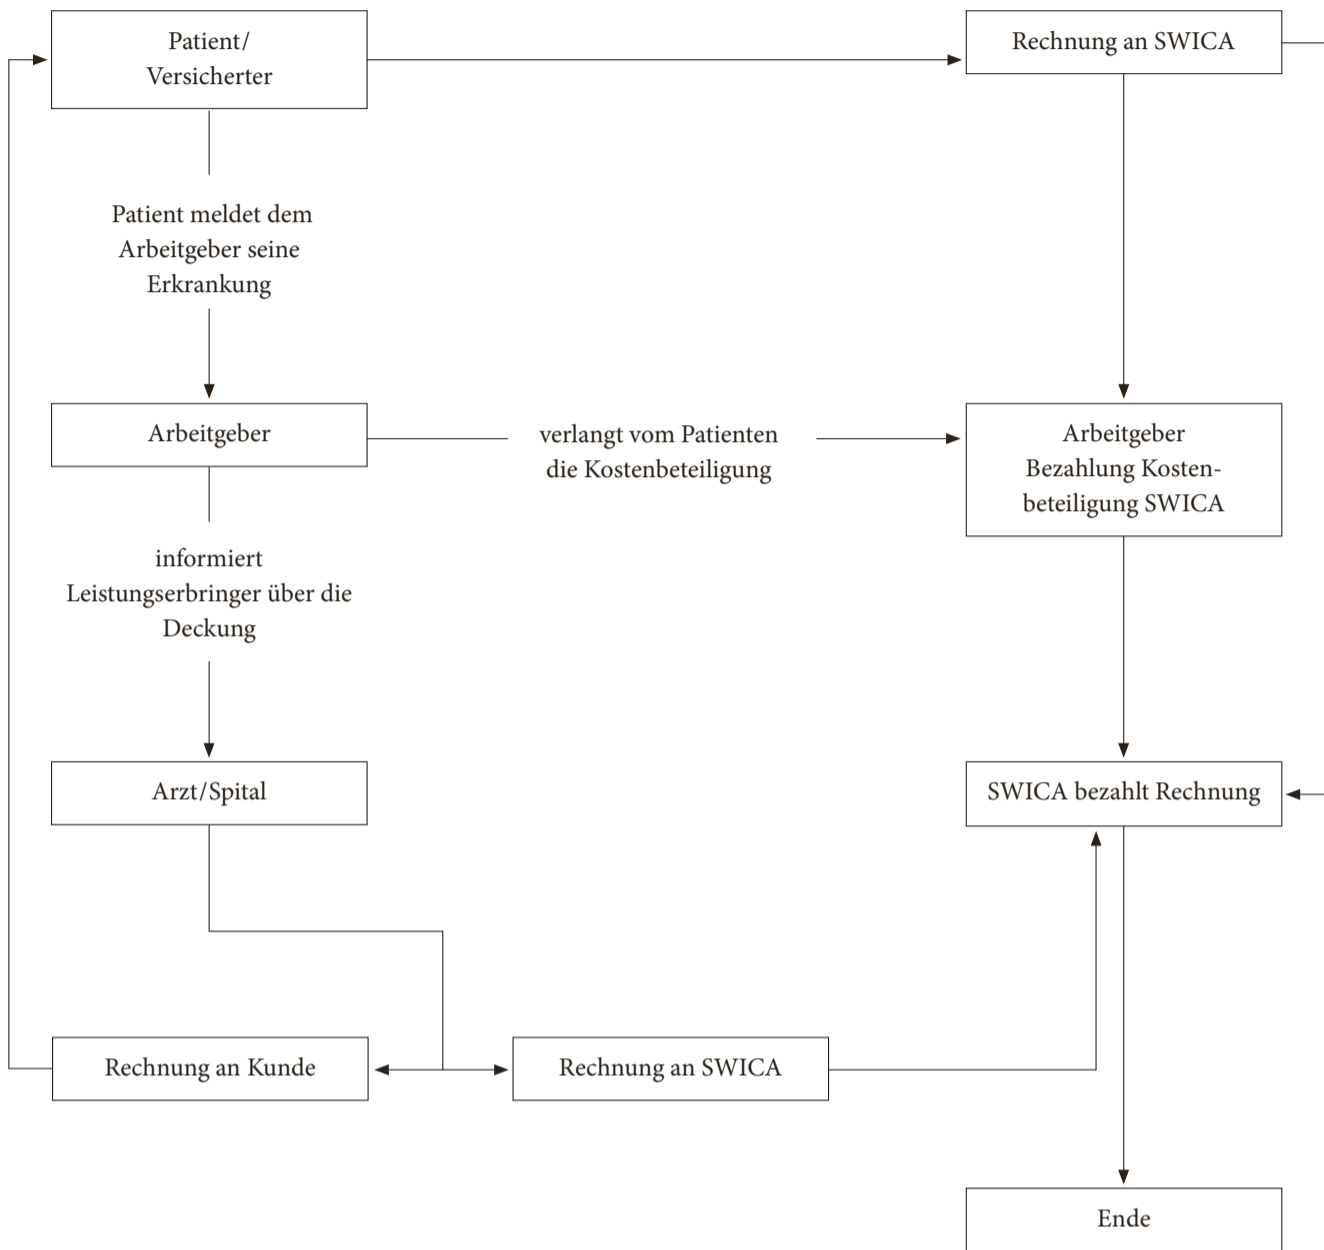 Patient/
Versicherter
Rechnung an SWICA
Patient meldet dem
Arbeitgeber seine
Erkrankung
Arbeitgeber
verlangt vom Patienten
die Kostenbeteiligung
Arbeitgeber
Bezahlung Kosten-
beteiligung SWICA
informiert
Leistungserbringer über die
Deckung
Arzt/Spital
SWICA bezahlt Rechnung
Rechnung an Kunde
Rechnung an SWICA
Ende